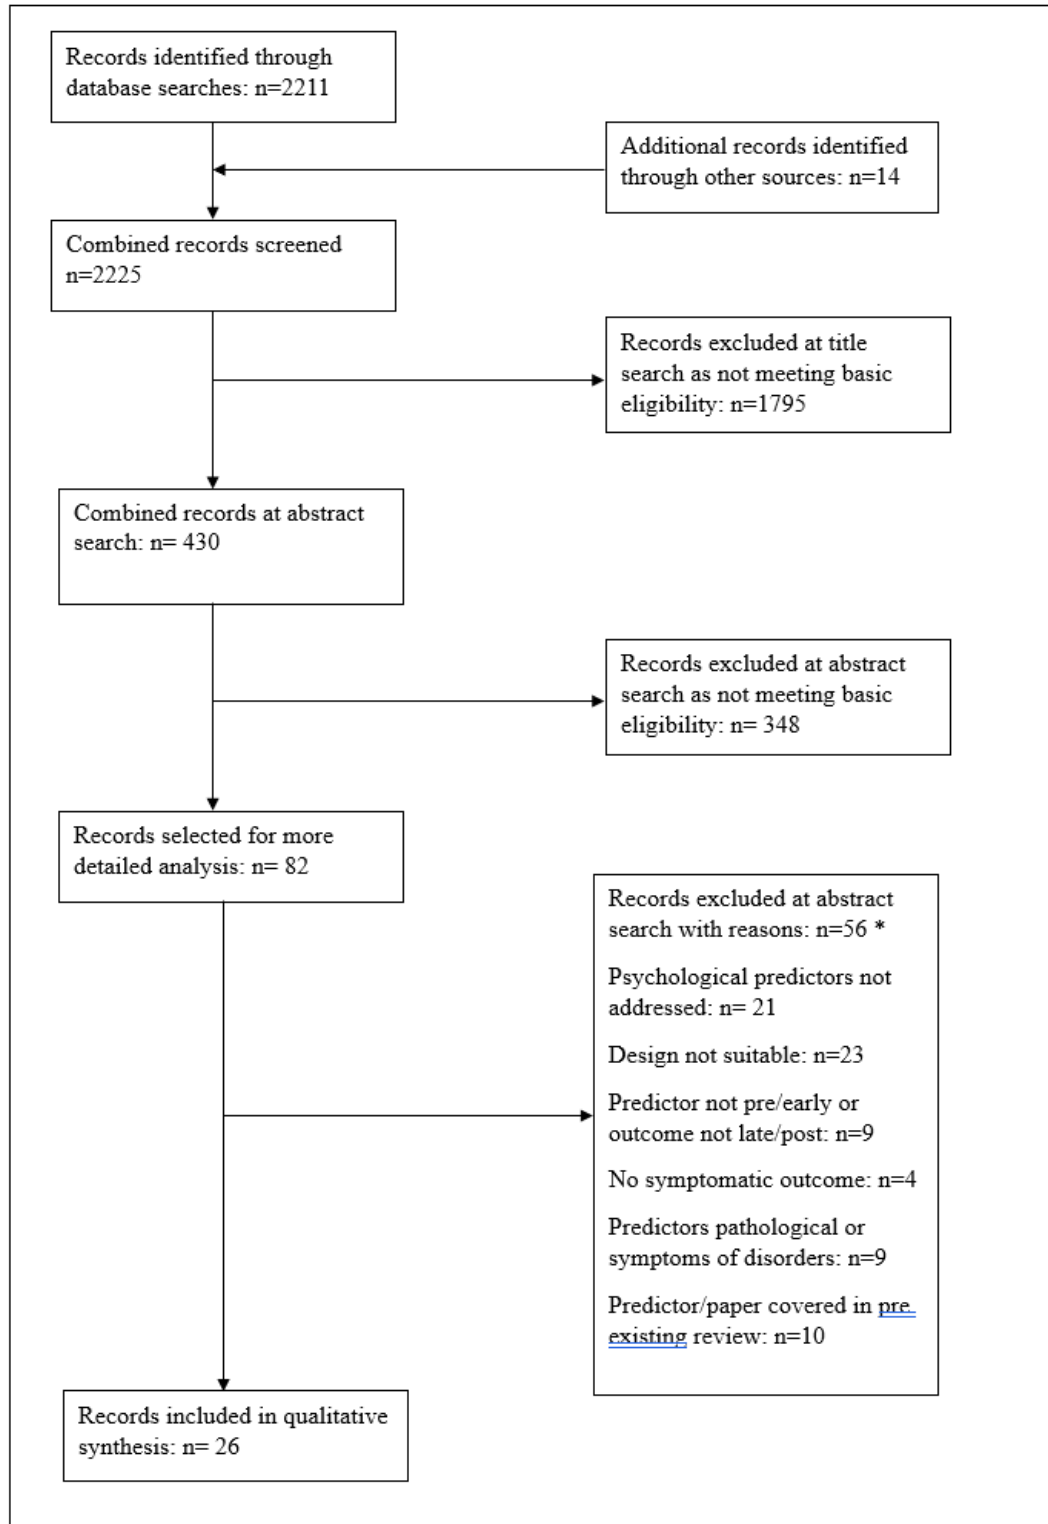 Records identified through
database searches: n=2211
Additional records identified
through other sources: n=14
Combined records screened
n=2225
Records excluded at title
search as not meeting basic
eligibility: n=1795
Combined records at abstract
search: n= 430
Records excluded at abstract
search as not meeting basic
eligibility: n= 348
Records selected for more
detailed analysis: n= 82
Records excluded at abstract
search with reasons: n=56 *
Psychological predictors not
addressed: n= 21
Design not suitable: n=23
Predictor not pre/early or
outcome not late/post: n=9
No symptomatic outcome: n=4
Predictors pathological or
symptoms of disorders: n=9
Predictor/paper covered in pre
existing review: n=10
Records included in qualitative
synthesis: n= 26